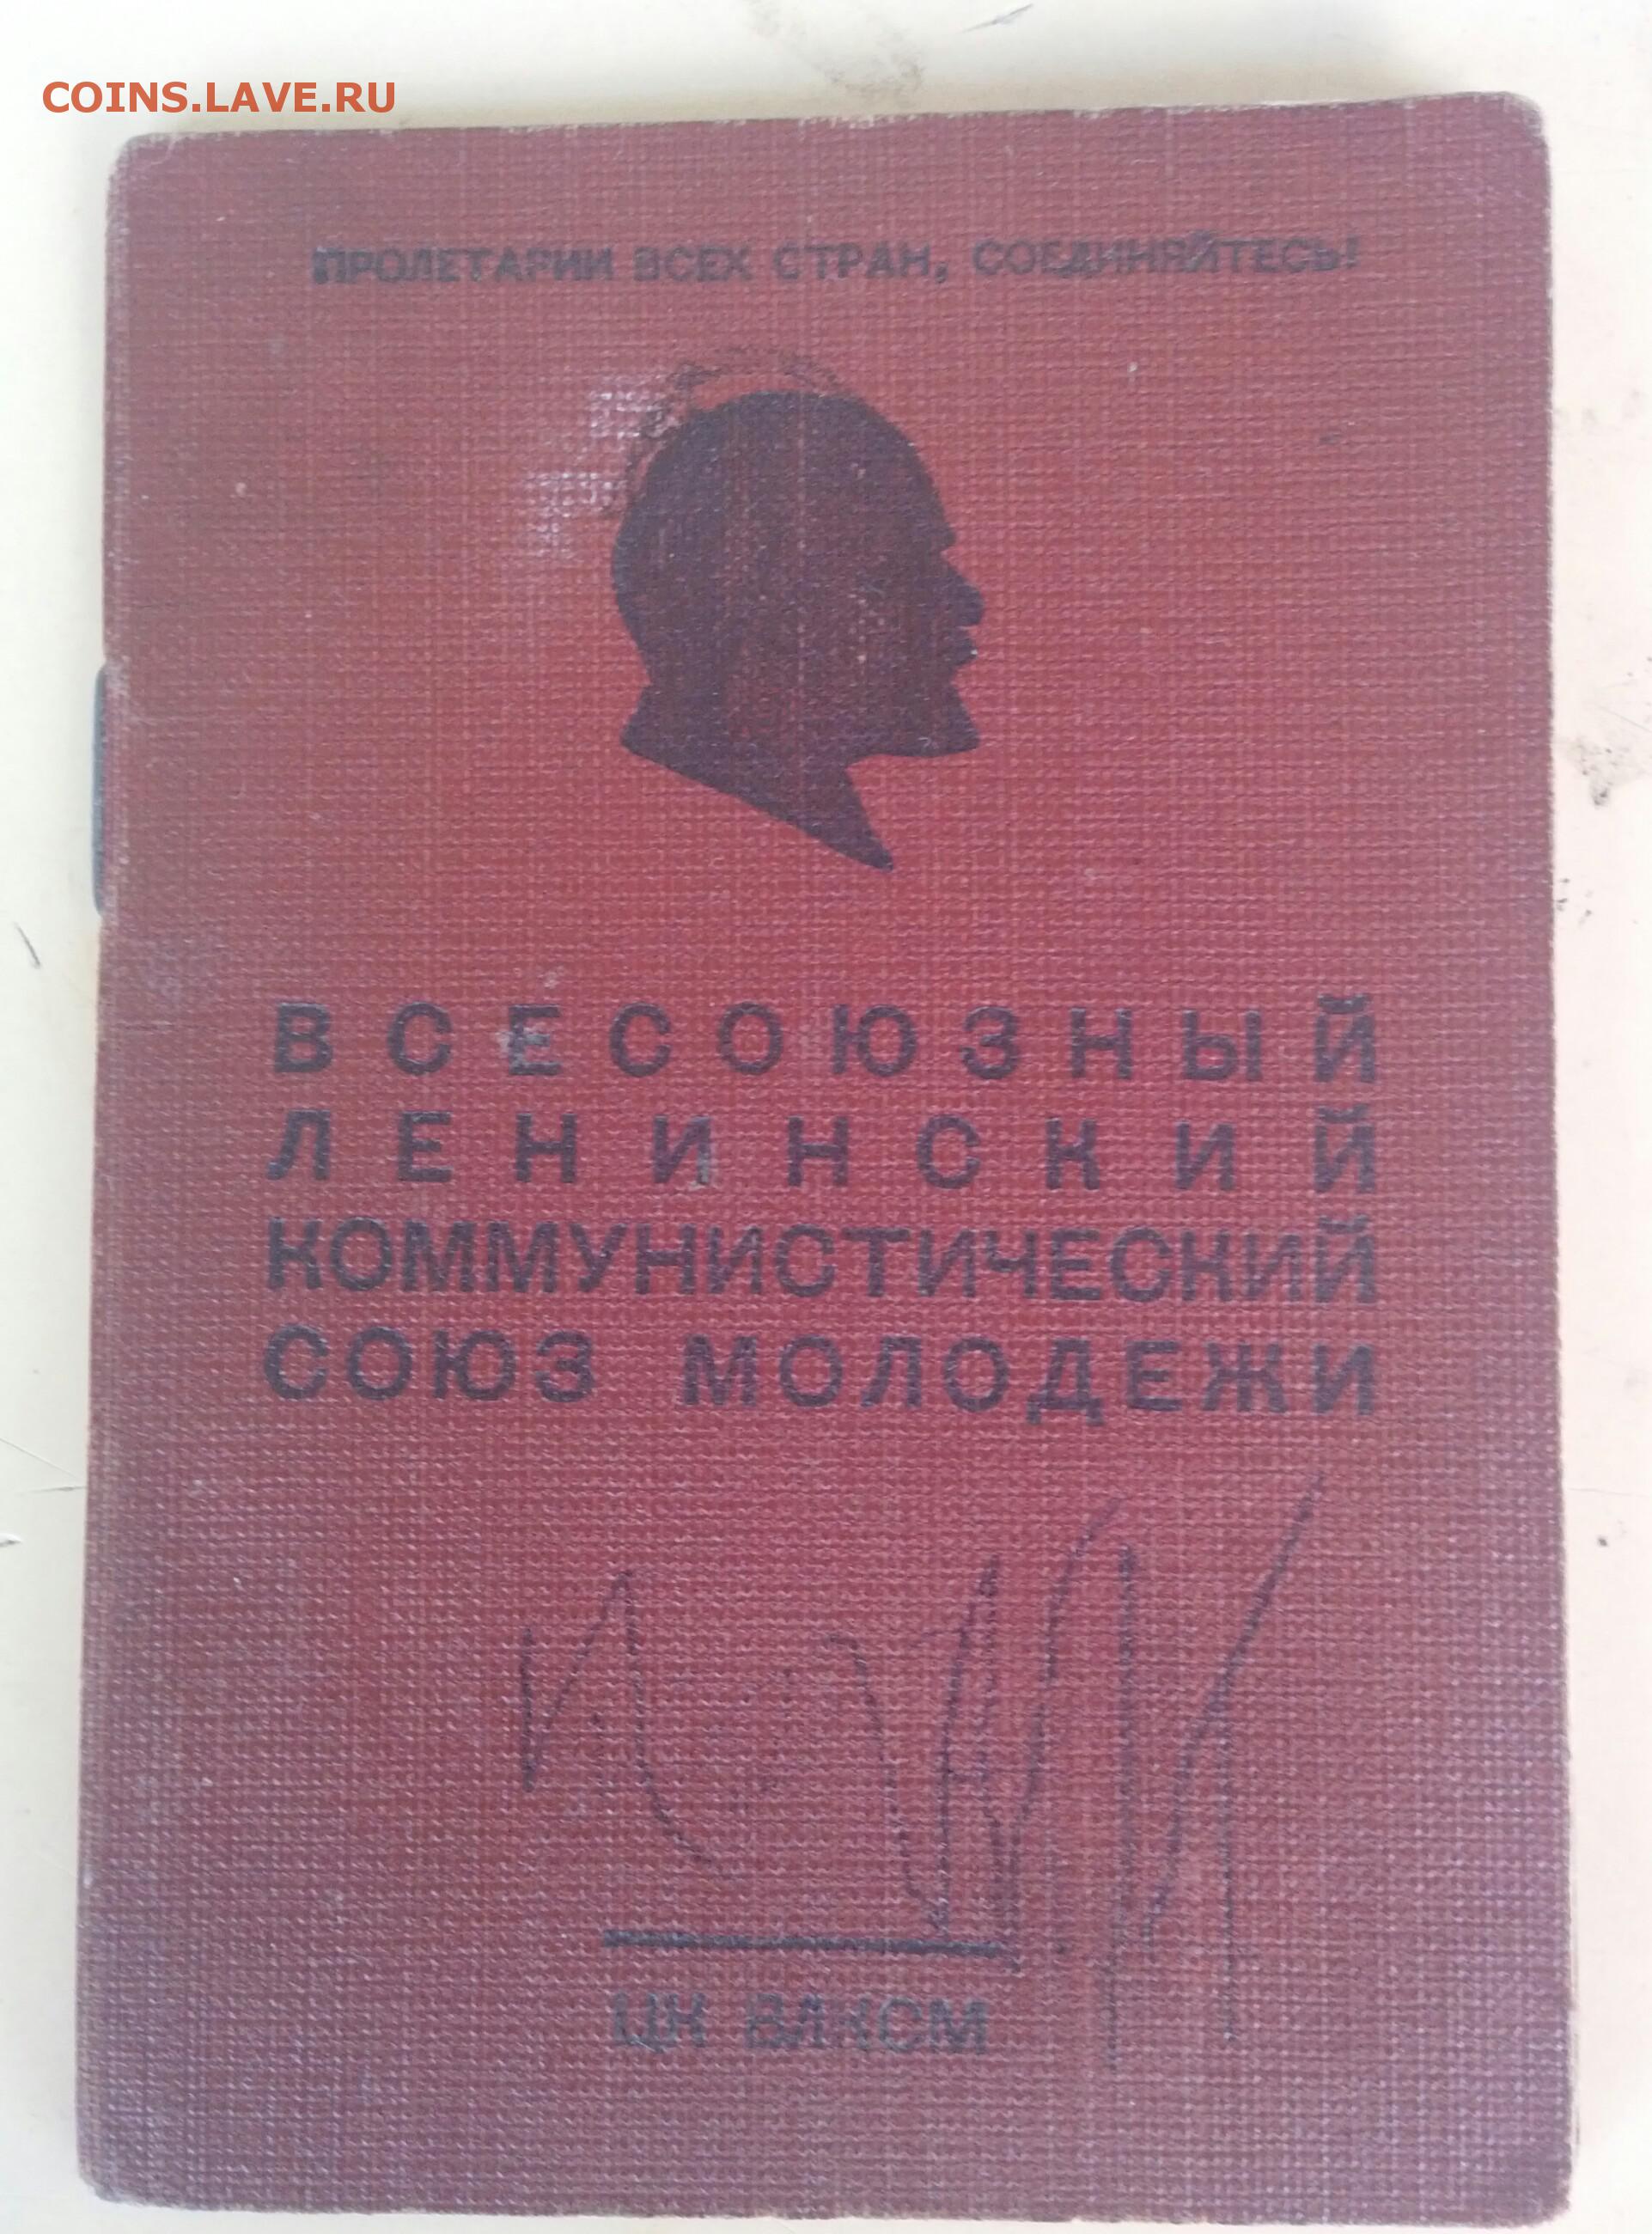 COINS.LAVE.RU
ПРОЛЕТАРИИ ВСЕХ СТРАН, СОЕДИНЯЙТЕСЬ!
ВСЕСОЮЗНЫЙ
ЛЕНИНСКИЙ
КОММУНИСТИЧЕСКИЙ
СОЮЗ МОЛОДЕЖИ
ЦК ВЛКСМ